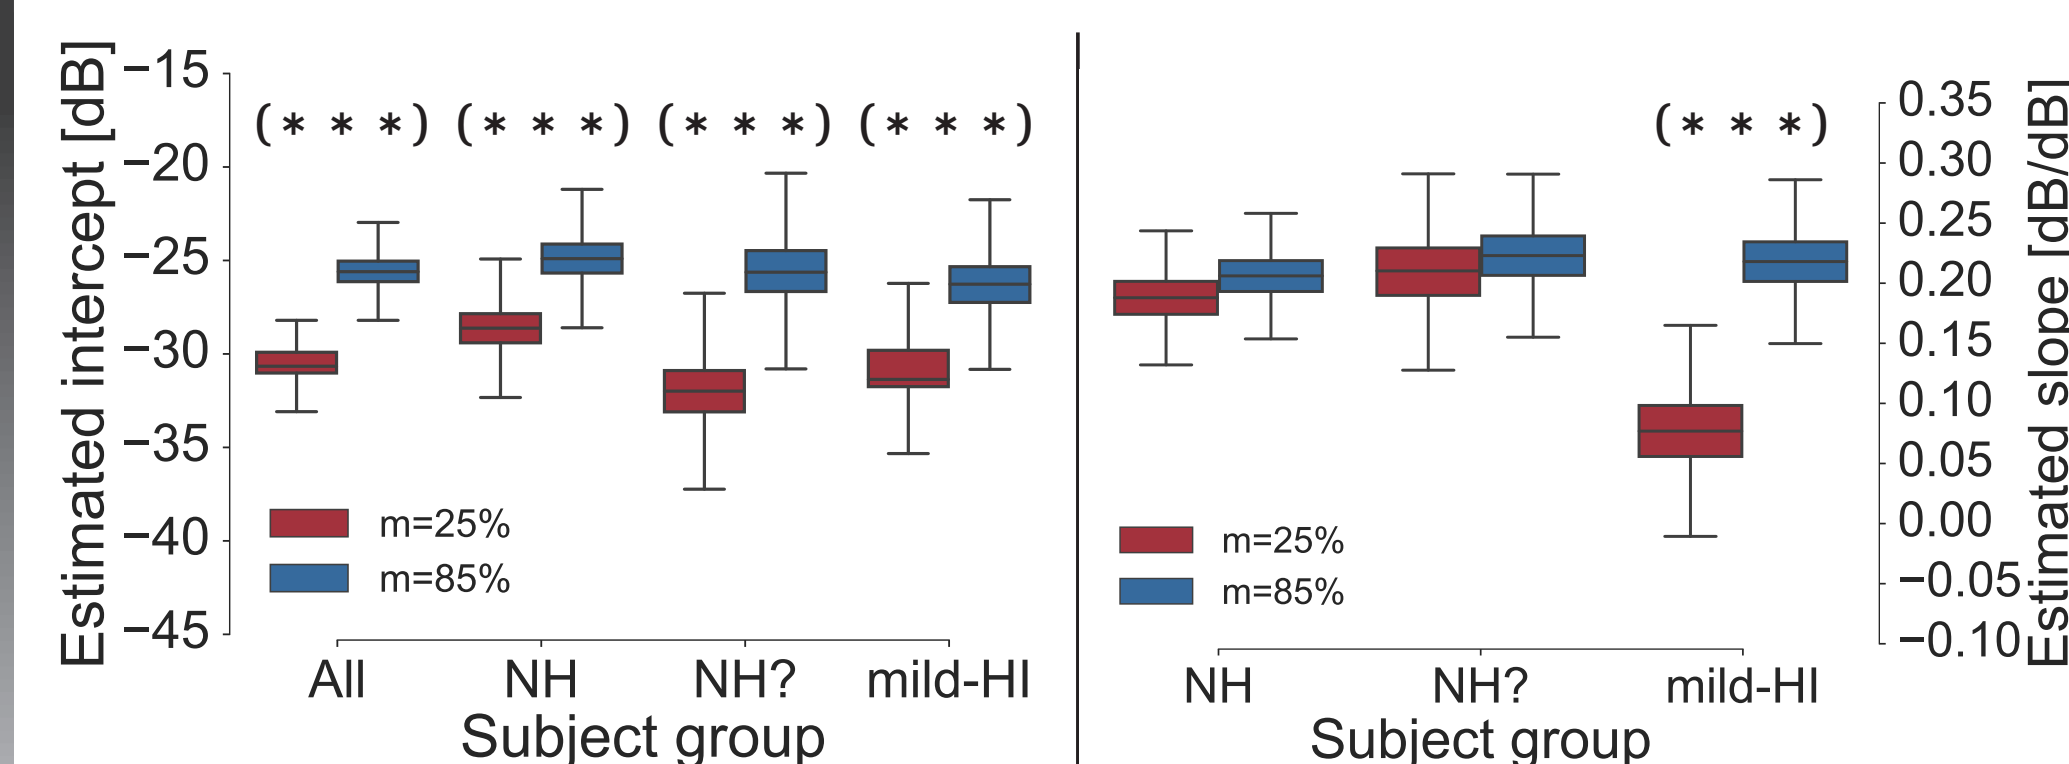 Estimated intercept [dB]
−15
−20
−25
−30
−35
−40
−45
(* * *) (* * *) (* * *) (* * *)
m=25%
m=85%
All NH NH? mild-HI
Subject group
(* * *)
m=25%
m=85%
NH NH? mild-HI
Subject group
0.35
0.30
0.25
0.20
0.15
0.10
0.05
0.00
−0.05
−0.10
Estimated slope [dB/dB]